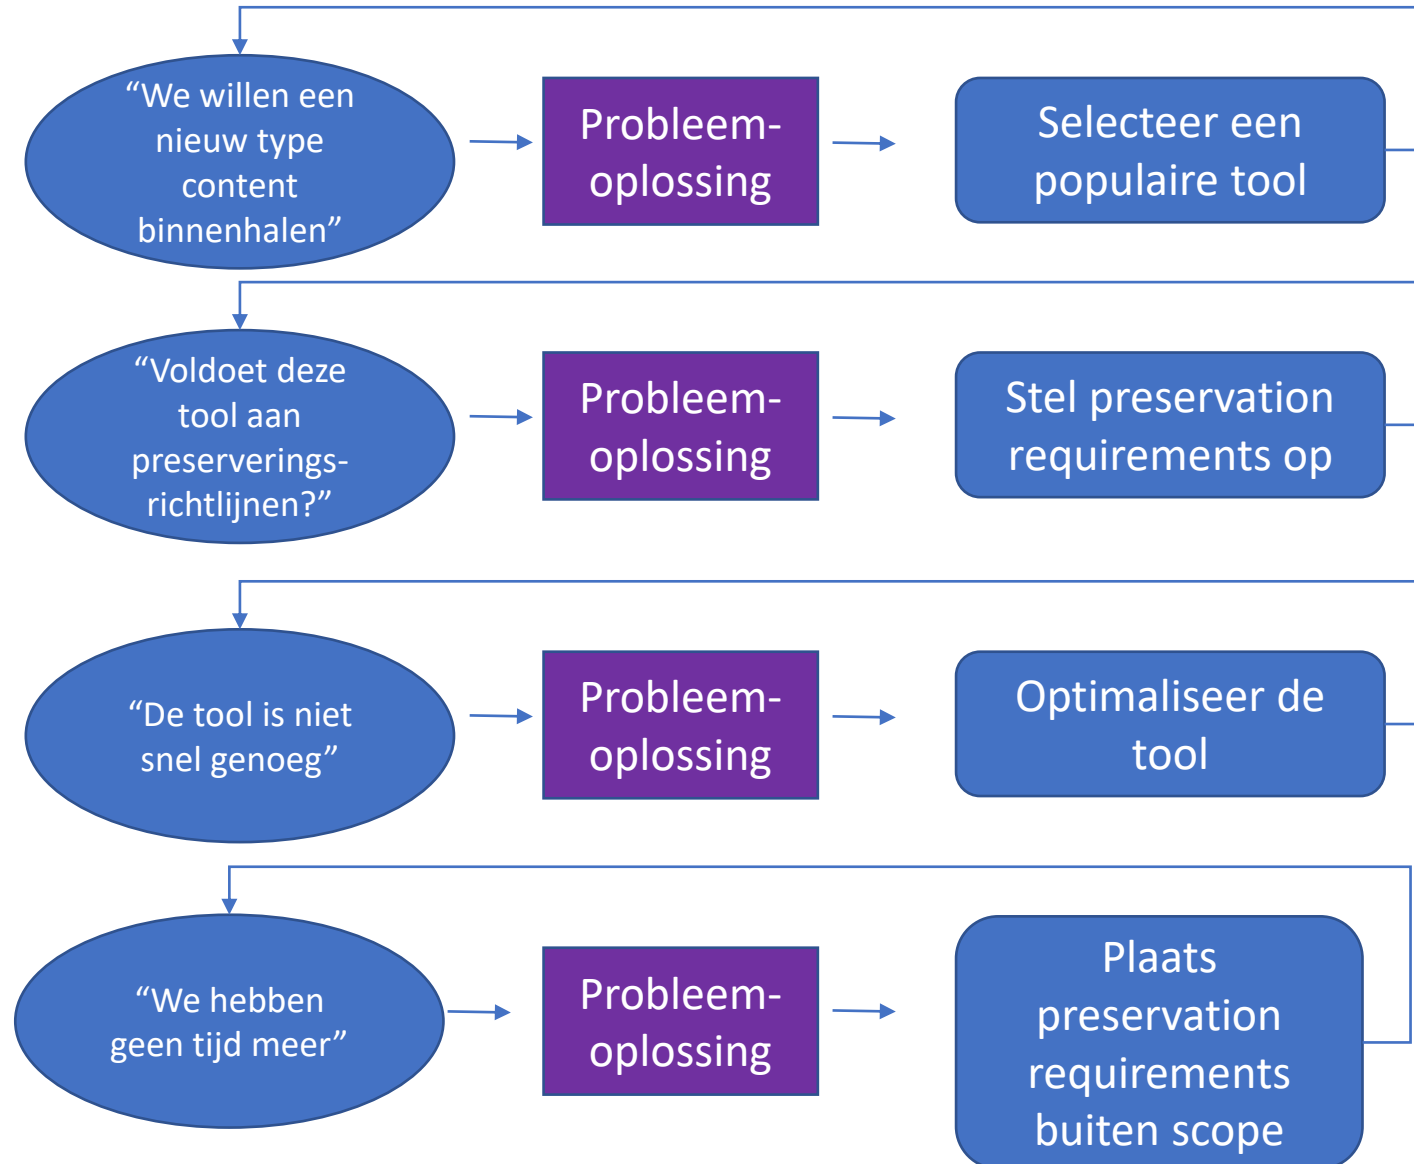 “We willen een
nieuw type
content
binnenhalen”
Probleem-
oplossing
Selecteer een
populaire tool
“Voldoet deze
tool aan
preserverings-
richtlijnen?”
Probleem-
oplossing
Stel preservation
requirements op
“De tool is niet
snel genoeg”
Probleem-
oplossing
Optimaliseer de
tool
“We hebben
geen tijd meer”
Probleem-
oplossing
Plaats
preservation
requirements
buiten scope